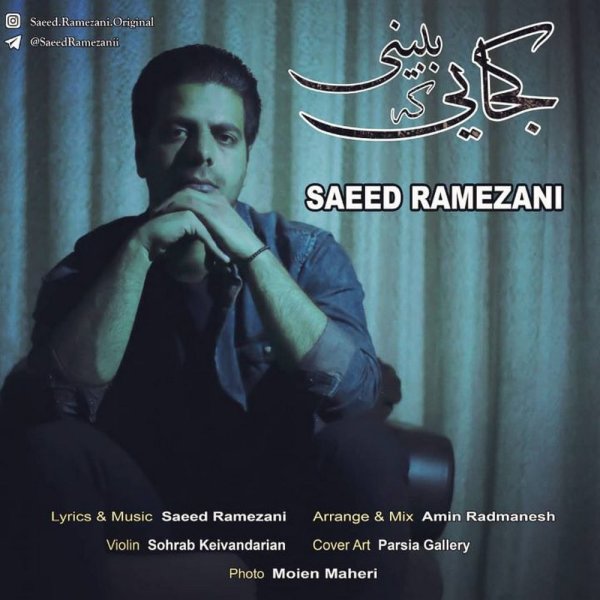 Saeed.Ramezani.Original
@SaeedRamezanii
کجایی که ببینی
SAEED RAMEZANI
Lyrics & Music Saeed Ramezani Arrange & Mix Amin Radmanesh
Violin Sohrab Keivandarian Cover Art Parsia Gallery
Photo Moien Maheri